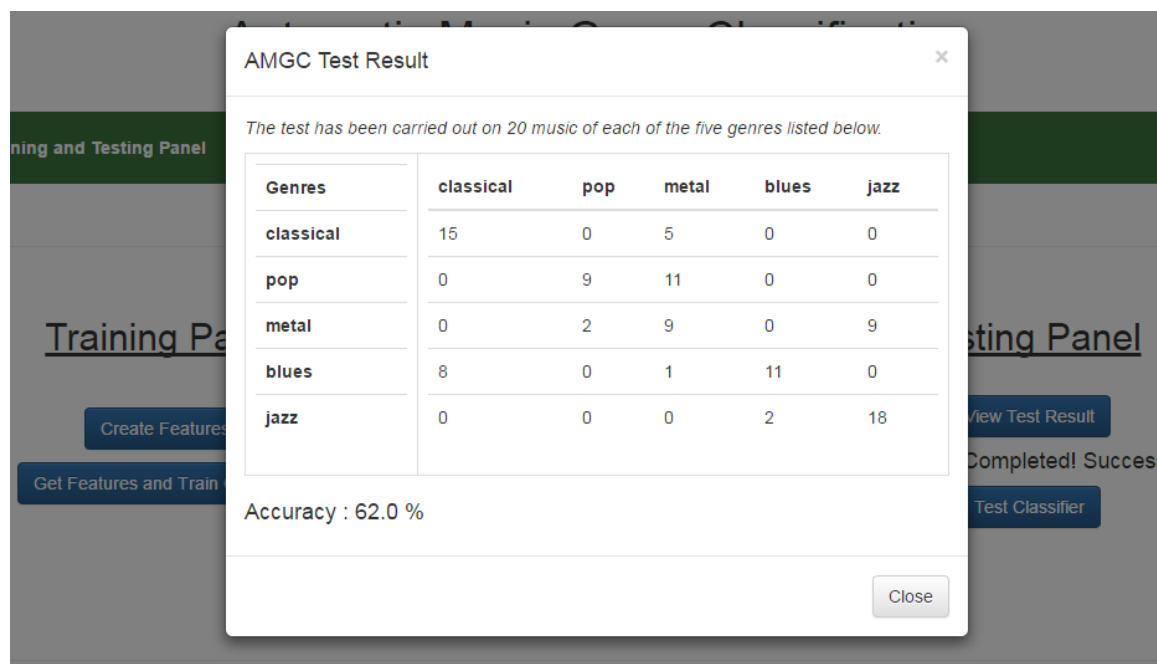 AMGC Test Result ×
The test has been carried out on 20 music of each of the five genres listed below.
ning and Testing Panel
Genres classical pop metal blues jazz
classical 15 0 5 0 0
pop 0 9 11 0 0
metal 0 2 9 0 9
blues 8 0 1 11 0
jazz 0 0 0 2 18
Training Pa
sting Panel
Create Features
View Test Result
Completed! Succes
Get Features and Train
Test Classifier
Accuracy : 62.0 %
Close